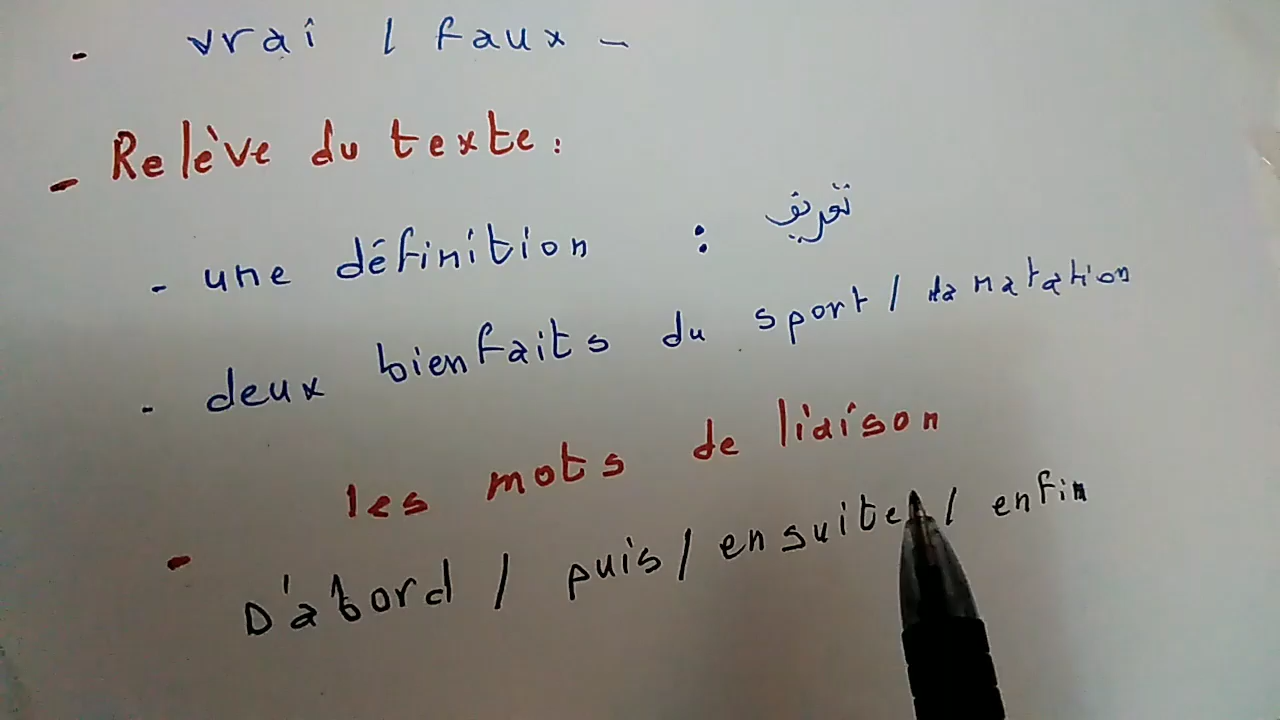 - vrai / faux -
- Relève du texte :
- une définition : تعريف
- deux bienfaits du sport / la natation
les mots de liaison
- D'abord / puis / ensuite / enfin